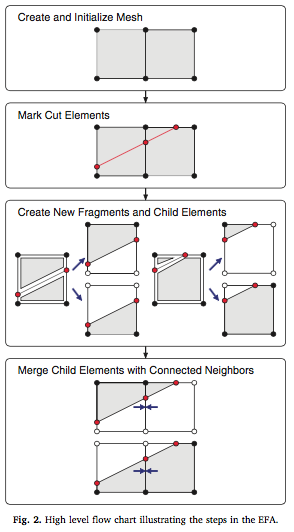 Create and Initialize Mesh
Mark Cut Elements
Create New Fragments and Child Elements
Merge Child Elements with Connected Neighbors
Fig. 2. High level flow chart illustrating the steps in the EFA.